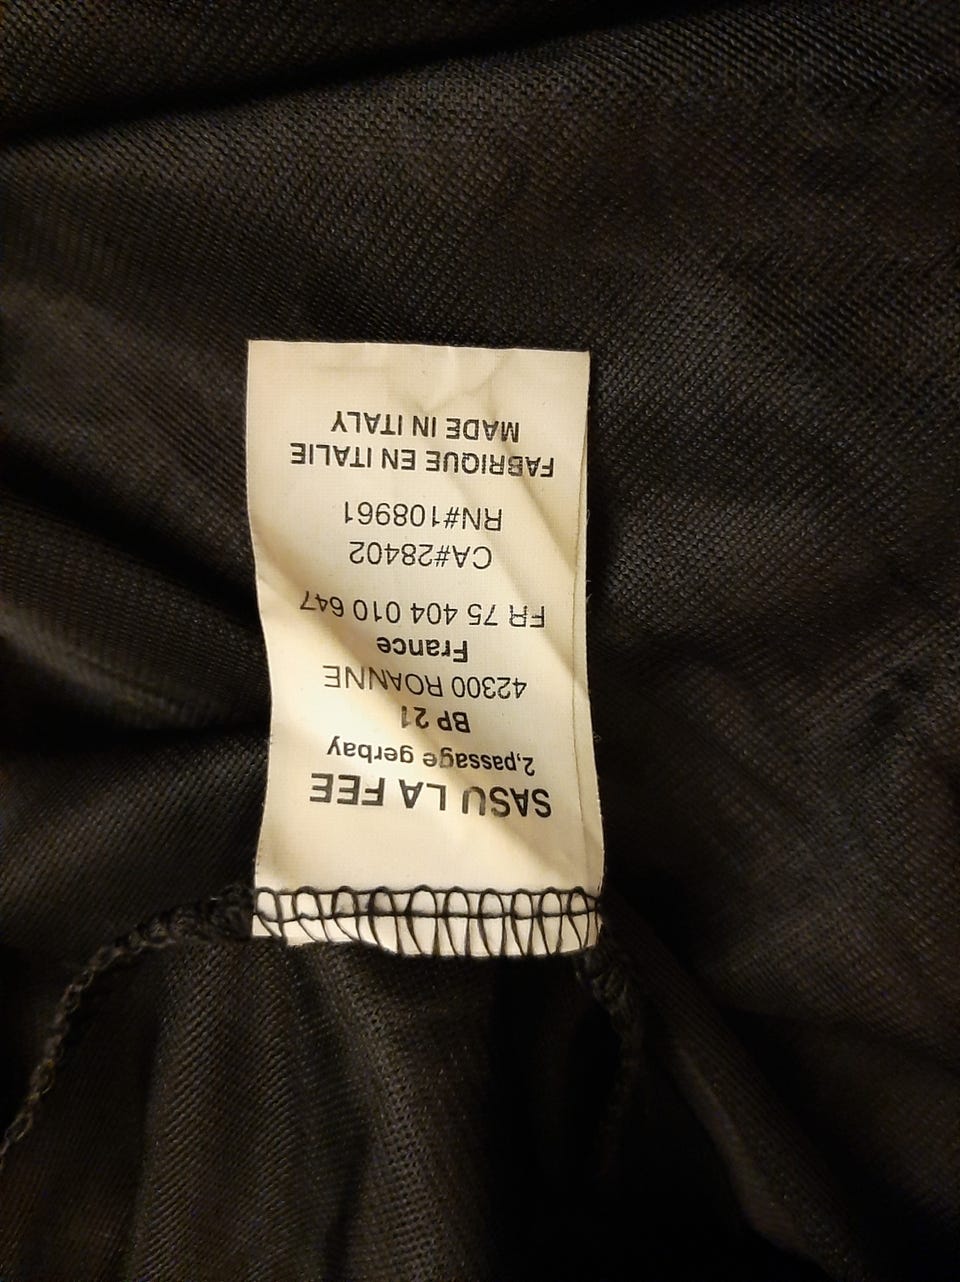 SASU LA FEE
2,passage gerbay
BP 21
42300 ROANNE
France
FR 75 404 010 647
CA#28402
RN#108961
FABRIQUE EN ITALIE
MADE IN ITALY